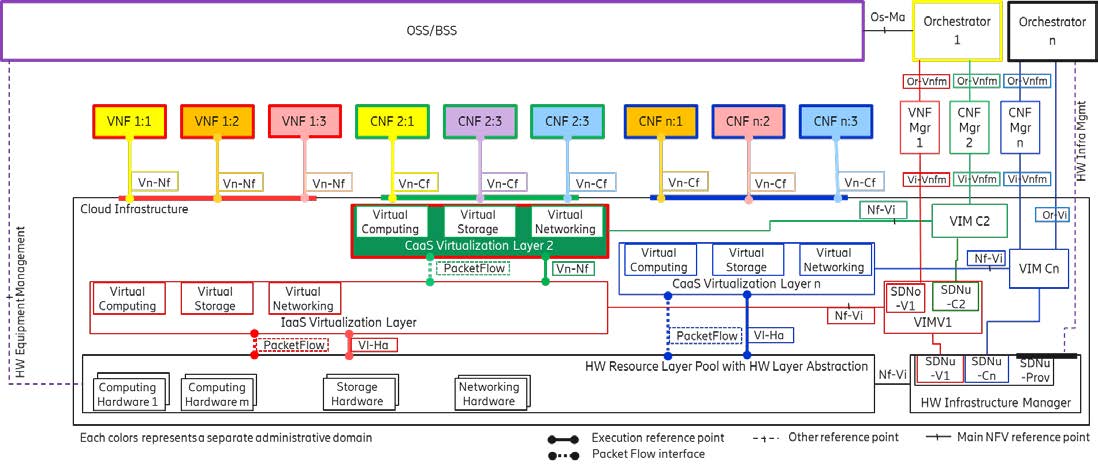 OSS/BSS
Os-Ma
Orchestrator
1
Orchestrator
n
Or-Vnfm
Or-Vnfm
Or-Vnfm
VNF 1:1
VNF 1:2
VNF 1:3
CNF 2:1
CNF 2:3
CNF 2:3
CNF n:1
CNF n:2
CNF n:3
VNF
Mgr
1
CNF
Mgr
2
CNF
Mgr
n
HW Infra Mgmt
Vn-Nf
Vn-Nf
Vn-Nf
Vn-Cf
Vn-Cf
Vn-Cf
Vn-Cf
Vn-Cf
Vn-Cf
Vi-Vnfm
Vi-Vnfm
Vi-Vnfm
Cloud Infrastructure
Virtual
Computing
Virtual
Storage
Virtual
Networking
CaaS Virtualization Layer 2
Nf-Vi
VIM C2
Or-Vi
PacketFlow
Vn-Nf
Virtual
Computing
Virtual
Storage
Virtual
Networking
CaaS Virtualization Layer n
Nf-Vi
VIM Cn
HW Equipment Management
Virtual
Computing
Virtual
Storage
Virtual
Networking
IaaS Virtualization Layer
Nf-Vi
SDNo
-V1
SDNu
-C2
VIMV1
PacketFlow
VI-Ha
PacketFlow
VI-Ha
HW Resource Layer Pool with HW Layer Abstraction
Nf-Vi
SDNu
-V1
SDNu
-Cn
SDNu
-Prov
HW Infrastructure Manager
Computing
Hardware 1
Computing
Hardware m
Storage
Hardware
Networking
Hardware
Each colors represents a separate administrative domain
Execution reference point
Other reference point
Main NFV reference point
Packet Flow interface